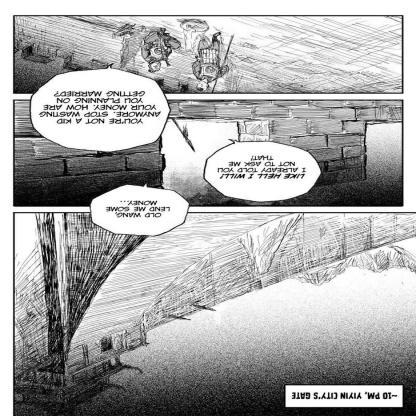 ~10 PM, YIYIN CITY'S GATE
OLD WANG,
LEND ME SOME
MONEY...
LIKE HELL I WILL!
I ALREADY TOLD YOU
NOT TO ASK ME
THAT!
YOU'RE NOT A KID
ANYMORE. STOP WASTING
YOUR MONEY. HOW ARE
YOU PLANNING ON
GETTING MARRIED?